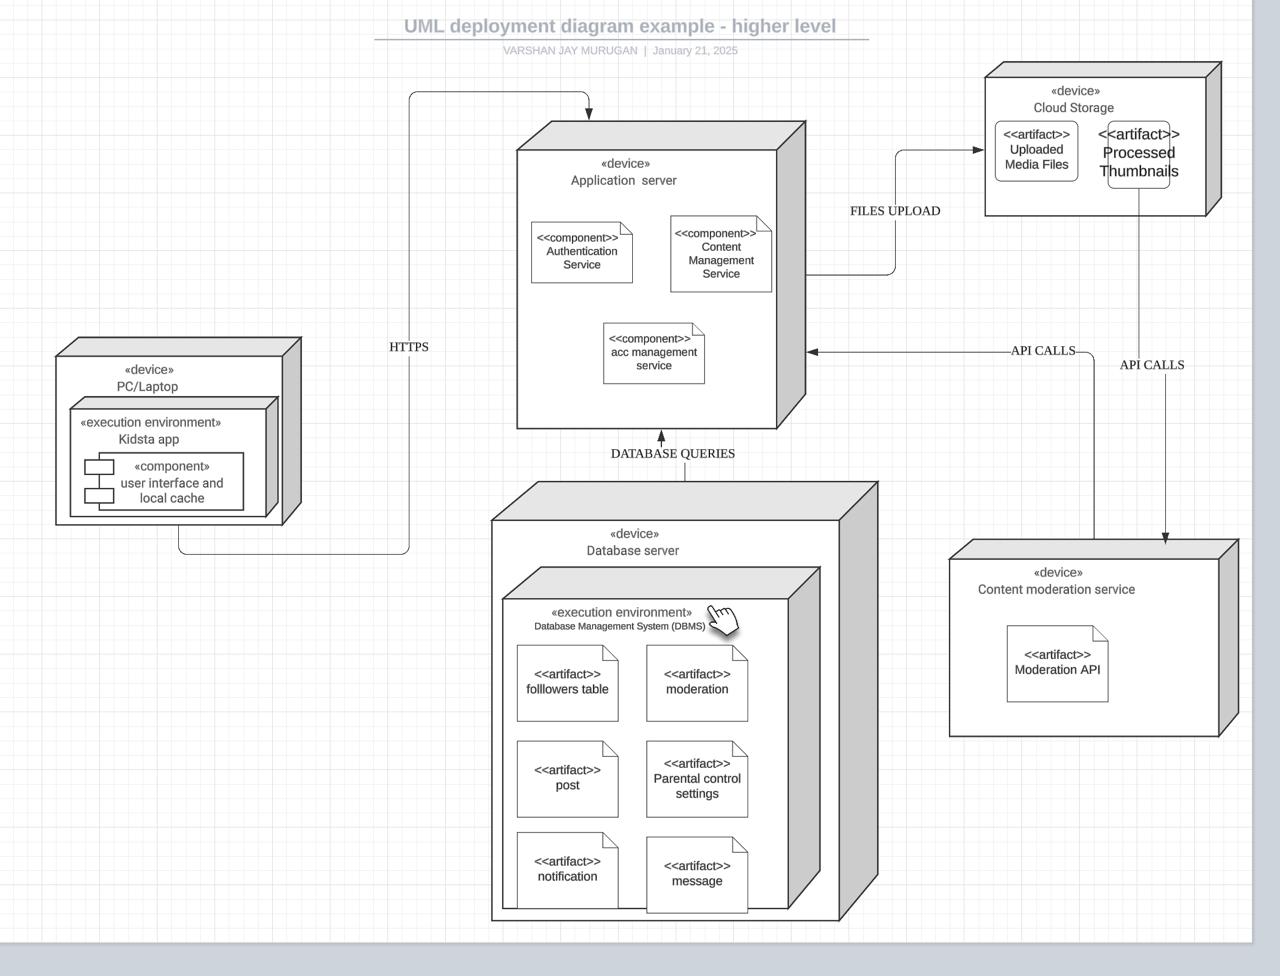 UML deployment diagram example - higher level
VARSHAN JAY MURUGAN | January 21, 2025
«device»
Cloud Storage
<<artifact>>
Uploaded
Media Files
<<artifact>>
Processed
Thumbnails
«device»
Application server
<<component>>
Authentication
Service
<<component>>
Content
Management
Service
<<component>>
acc management
service
FILES UPLOAD
HTTPS
API CALLS
API CALLS
«device»
PC/Laptop
«execution environment»
Kidsta app
«component»
user interface and
local cache
DATABASE QUERIES
«device»
Database server
«execution environment»
Database Management System (DBMS)
<<artifact>>
folllowers table
<<artifact>>
moderation
<<artifact>>
post
<<artifact>>
Parental control
settings
<<artifact>>
notification
<<artifact>>
message
«device»
Content moderation service
<<artifact>>
Moderation API